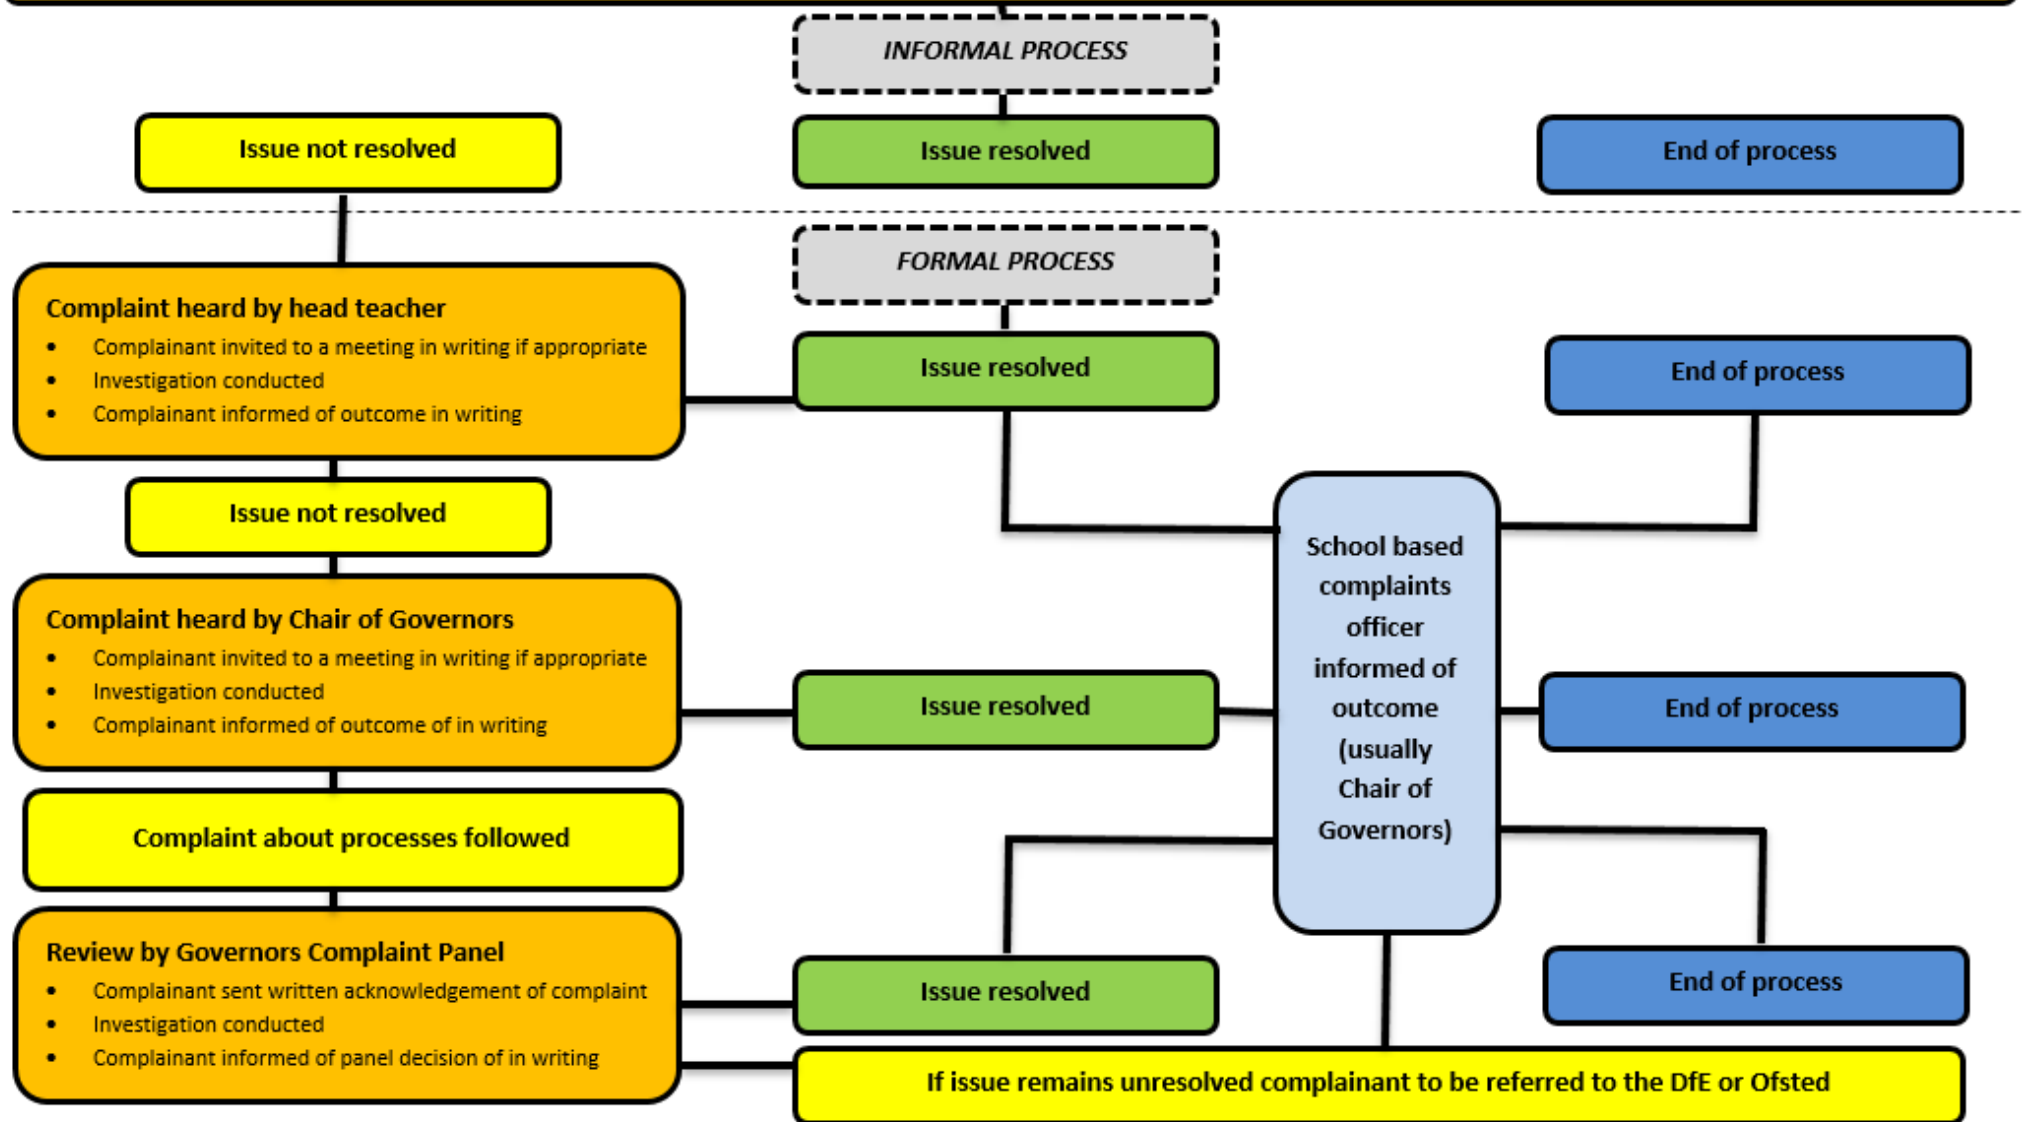 INFORMAL PROCESS
Issue not resolved
Issue resolved
End of process
FORMAL PROCESS
Complaint heard by head teacher
• Complainant invited to a meeting in writing if appropriate
• Investigation conducted
• Complainant informed of outcome in writing
Issue resolved
End of process
Issue not resolved
School based
complaints
officer
informed of
outcome
(usually
Chair of
Governors)
Complaint heard by Chair of Governors
• Complainant invited to a meeting in writing if appropriate
• Investigation conducted
• Complainant informed of outcome of in writing
Issue resolved
End of process
Complaint about processes followed
Review by Governors Complaint Panel
• Complainant sent written acknowledgement of complaint
• Investigation conducted
• Complainant informed of panel decision of in writing
Issue resolved
End of process
If issue remains unresolved complainant to be referred to the DfE or Ofsted